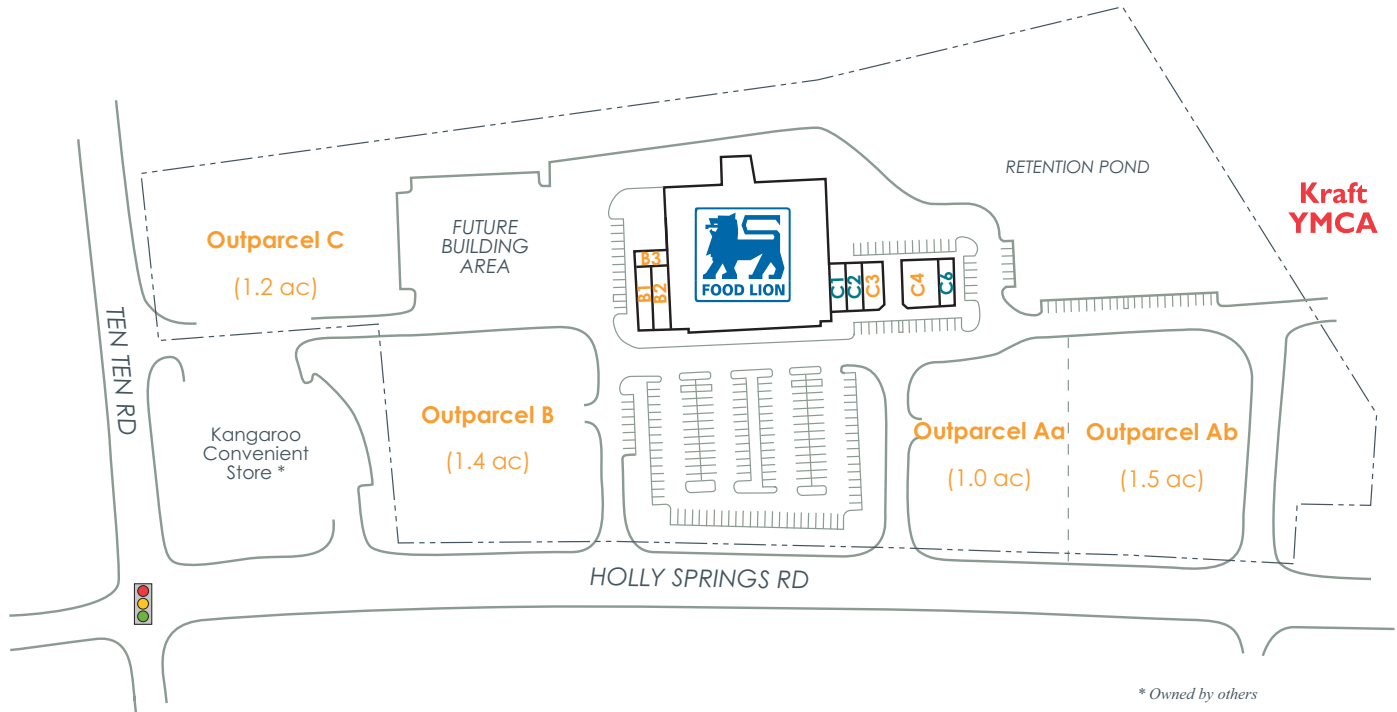 RETENTION POND
Kraft
YMCA
Outparcel C
(1.2 ac)
FUTURE
BUILDING
AREA
FOOD LION
B3
B1
B2
C1
C2
C3
C4
C6
TEN TEN RD
Kangaroo
Convenient
Store *
Outparcel B
(1.4 ac)
Outparcel Aa
(1.0 ac)
Outparcel Ab
(1.5 ac)
HOLLY SPRINGS RD
* Owned by others